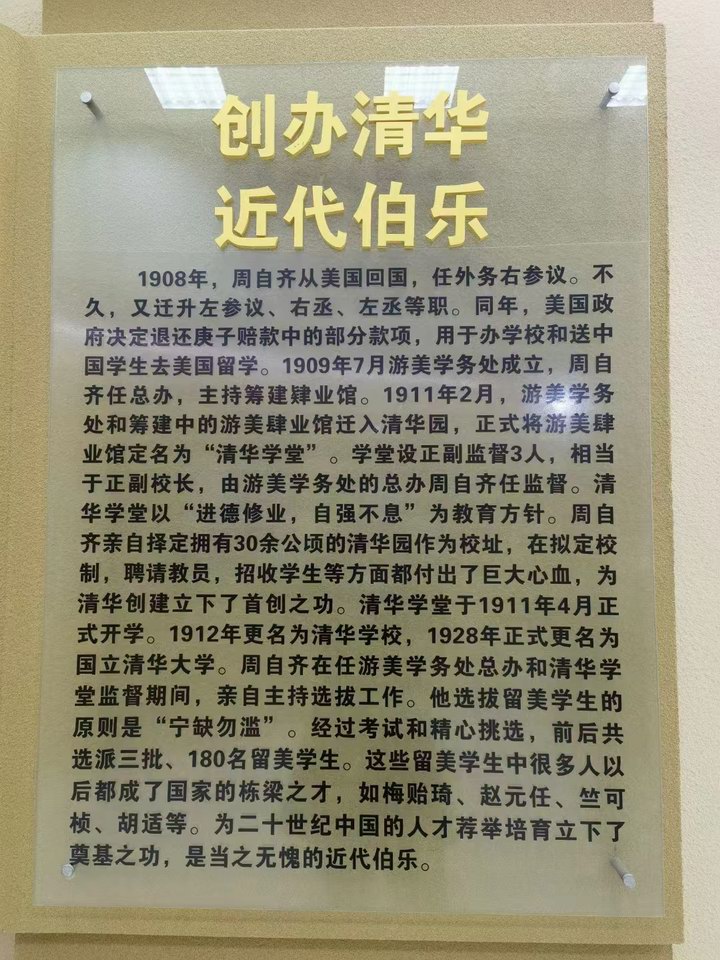 创办清华
近代伯乐
1908年，周自齐从美国回国，任外务右参议。不
久，又迁升左参议、右丞、左丞等职。同年，美国政
府决定退还庚子赔款中的部分款项，用于办学校和送中
国学生去美国留学。1909年7月游美学务处成立，周自
齐任总办，主持筹建肄业馆。1911年2月，游美学务
处和筹建中的游美肆业馆迁入清华园，正式将游美肆
业馆定名为“清华学堂”。学堂设正副监督3人，相当
于正副校长，由游美学务处的总办周自齐任监督。清
华学堂以“进德修业，自强不息”为教育方针。周自
齐亲自择定拥有30余公顷的清华园作为校址，在拟定校
制，聘请教员，招收学生等方面都付出了巨大心血，为
清华创建立下了首创之功。清华学堂于1911年4月正
式开学。1912年更名为清华学校，1928年正式更名为
国立清华大学。周自齐在任游美学务处总办和清华学
堂监督期间，亲自主持选拔工作。他选拔留美学生的
原则是“宁缺勿滥”。经过考试和精心挑选，前后共
选派三批、180名留美学生。这些留美学生中很多人以
后都成了国家的栋梁之才，如梅贻琦、赵元任、竺可
桢、胡适等。为二十世纪中国的人才荐举培育立下了
奠基之功，是当之无愧的近代伯乐。